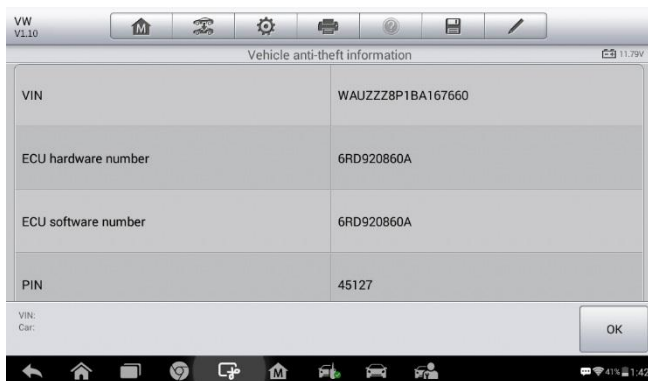 VW
V1.10
Vehicle anti-theft information
11.79V
VIN
WAUZZZ8P1BA167660
ECU hardware number
6RD920860A
ECU software number
6RD920860A
PIN
45127
VIN:
Car:
OK
41%
1:42